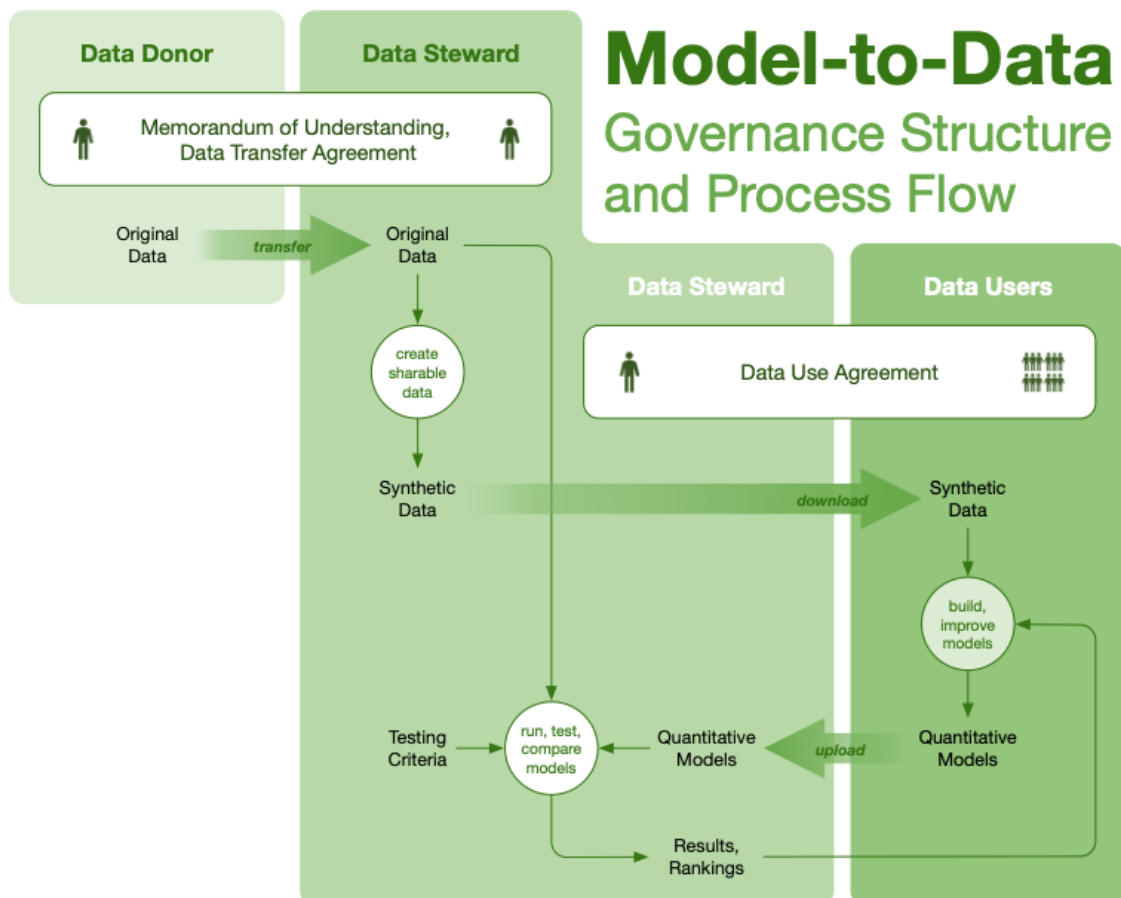 Data Donor
Data Steward
Model-to-Data
Governance Structure
and Process Flow
Memorandum of Understanding,
Data Transfer Agreement
Original
Data
transfer
Original
Data
Data Steward
Data Users
create
sharable
data
Data Use Agreement
Synthetic
Data
download
Synthetic
Data
build,
improve
models
Testing
Criteria
run, test,
compare
models
Quantitative
Models
upload
Quantitative
Models
Results,
Rankings